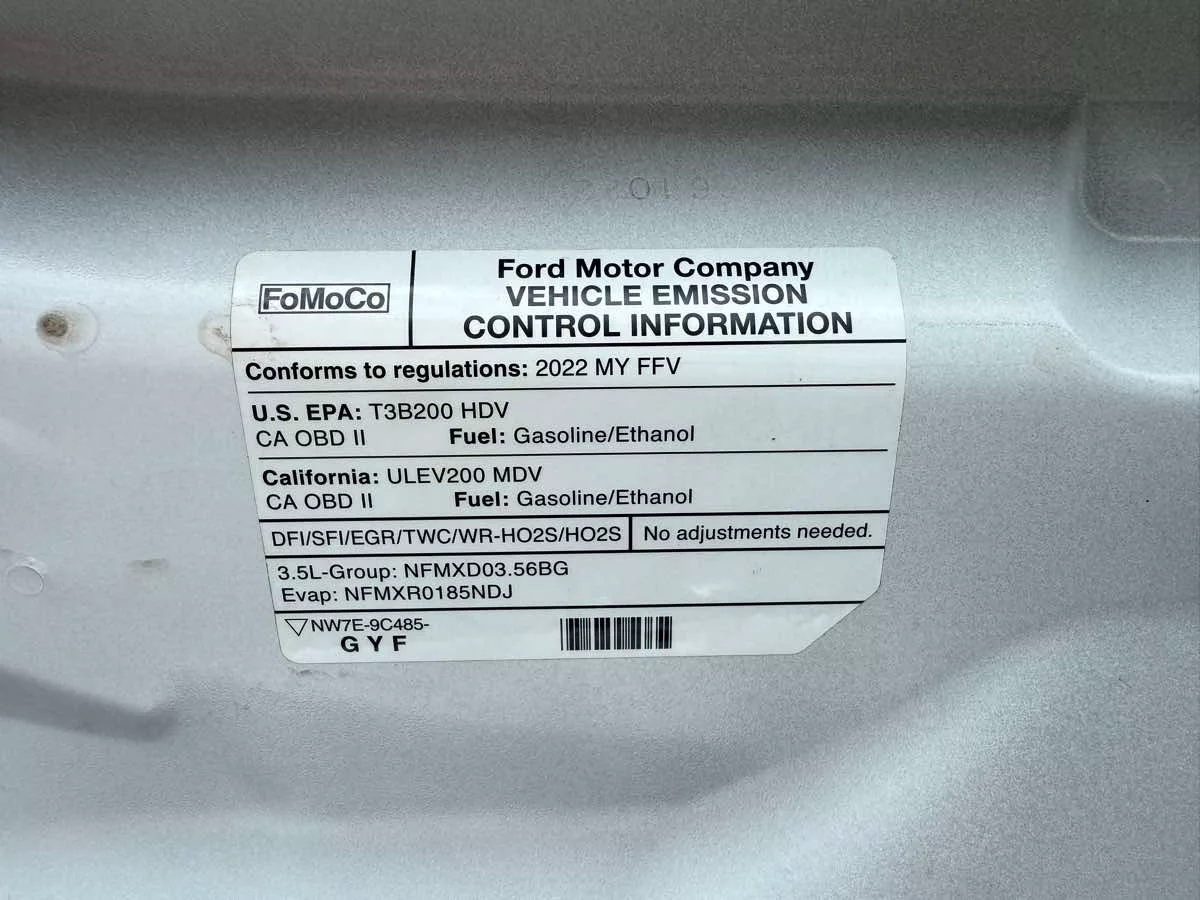 FoMoCo
Ford Motor Company
VEHICLE EMISSION
CONTROL INFORMATION
Conforms to regulations: 2022 MY FFV
U.S. EPA: T3B200 HDV
CA OBD II Fuel: Gasoline/Ethanol
California: ULEV200 MDV
CA OBD II Fuel: Gasoline/Ethanol
DFI/SFI/EGR/TWC/WR-HO2S/HO2S No adjustments needed.
3.5L-Group: NFMXD03.56BG
Evap: NFMXR0185NDJ
NW7E-9C485-
G Y F